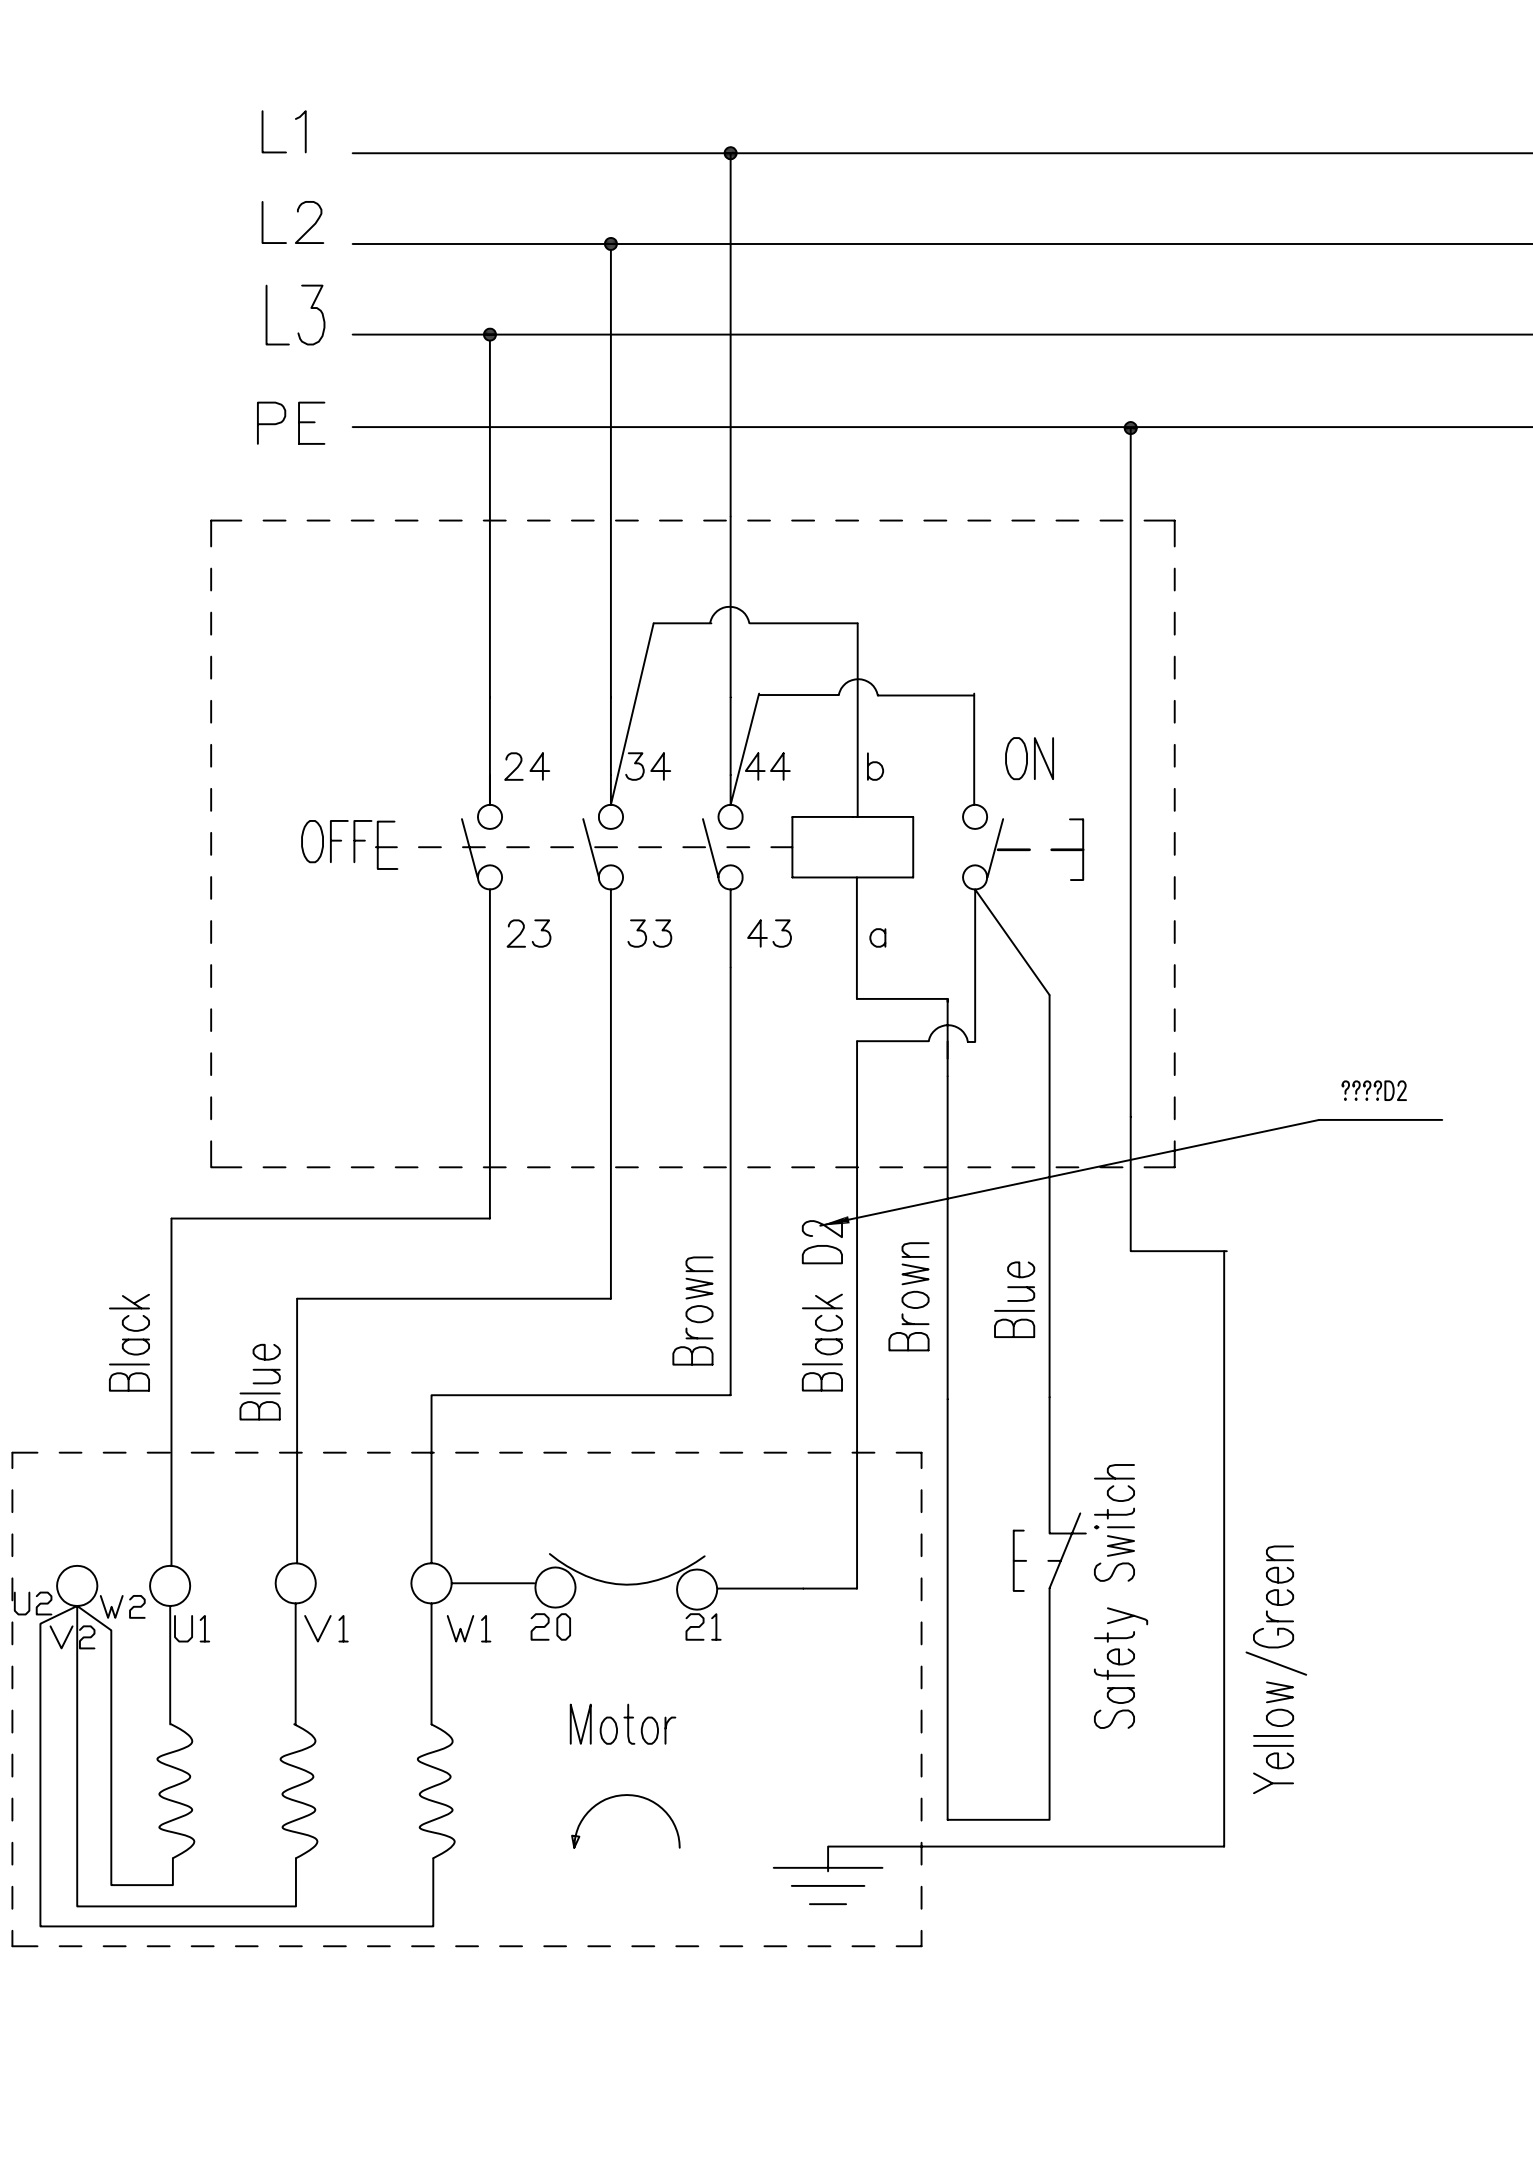 L1
L2
L3
PE
24
34
44
b
ON
OFF
23
33
43
a
????D2
Black
Blue
Brown
Black D2
Brown
Blue
Safety Switch
Yellow/Green
U2
V2
W2
U1
V1
W1
20
21
Motor